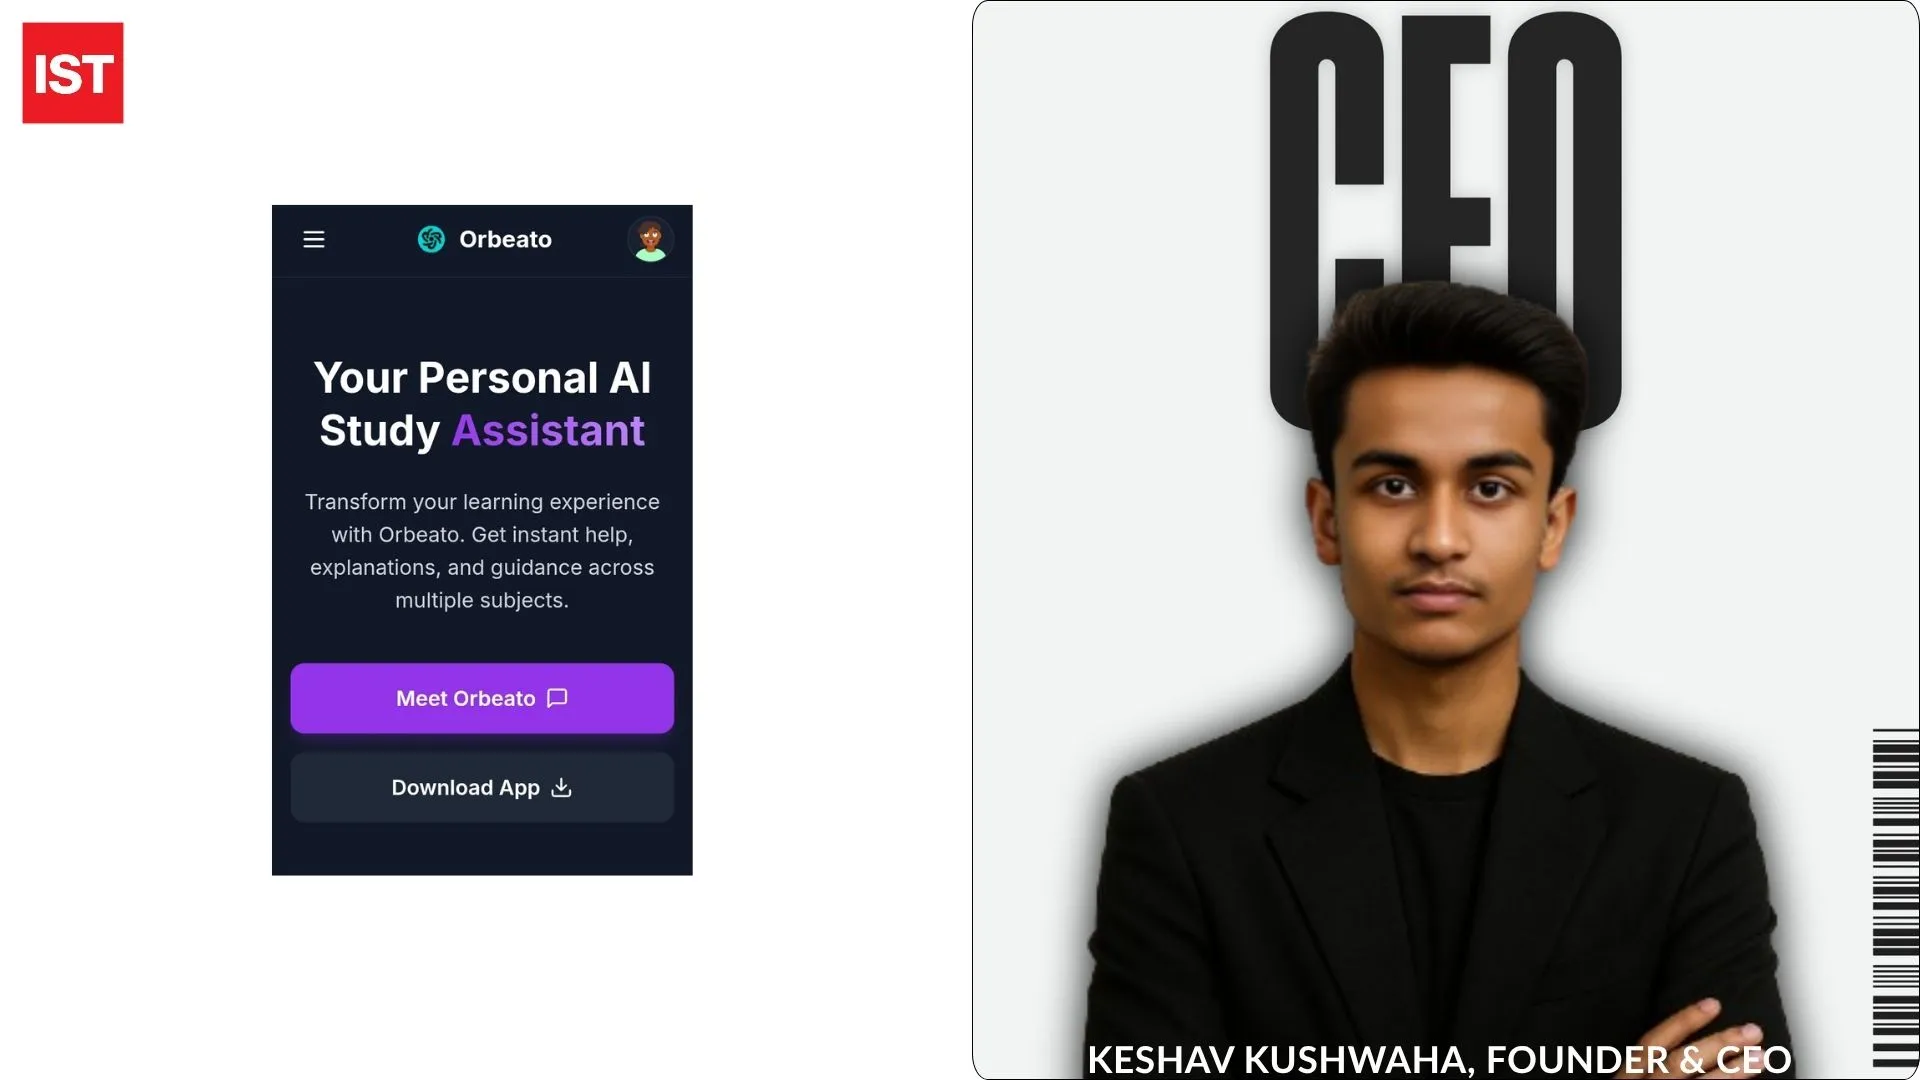 IST
Orbeato
Your Personal AI
Study Assistant
Transform your learning experience
with Orbeato. Get instant help,
explanations, and guidance across
multiple subjects.
Meet Orbeato
Download App
CEO
KESHAV KUSHWAHA, FOUNDER & CEO